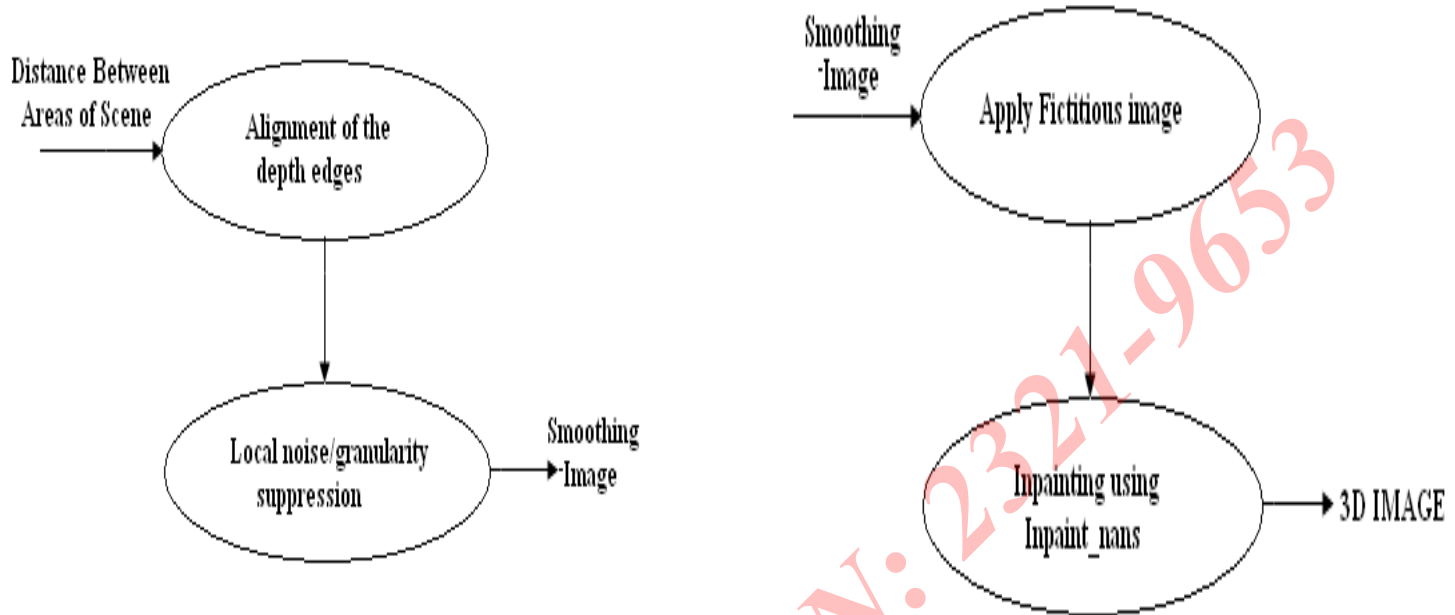 Distance Between
Areas of Scene
Alignment of the
depth edges
Local noise/granularity
suppression
Smoothing
-Image
Smoothing
-Image
Apply Fictitious image
Inpainting using
Inpaint_nans
3D IMAGE
N: 2321-9653